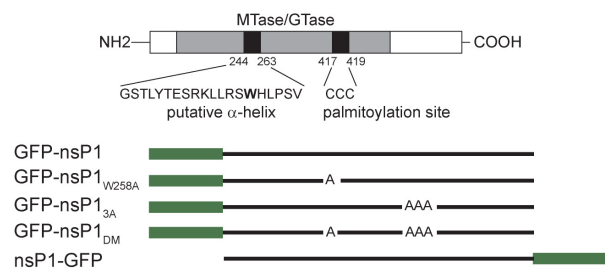 MTase/GTase
NH2 COOH
244 263 417 419
GSTLYTESRKLLRSWHLPSV CCC
putative α-helix palmitoylation site
GFP-nsP1
GFP-nsP1W258A A
GFP-nsP13A AAA
GFP-nsP1DM A AAA
nsP1-GFP